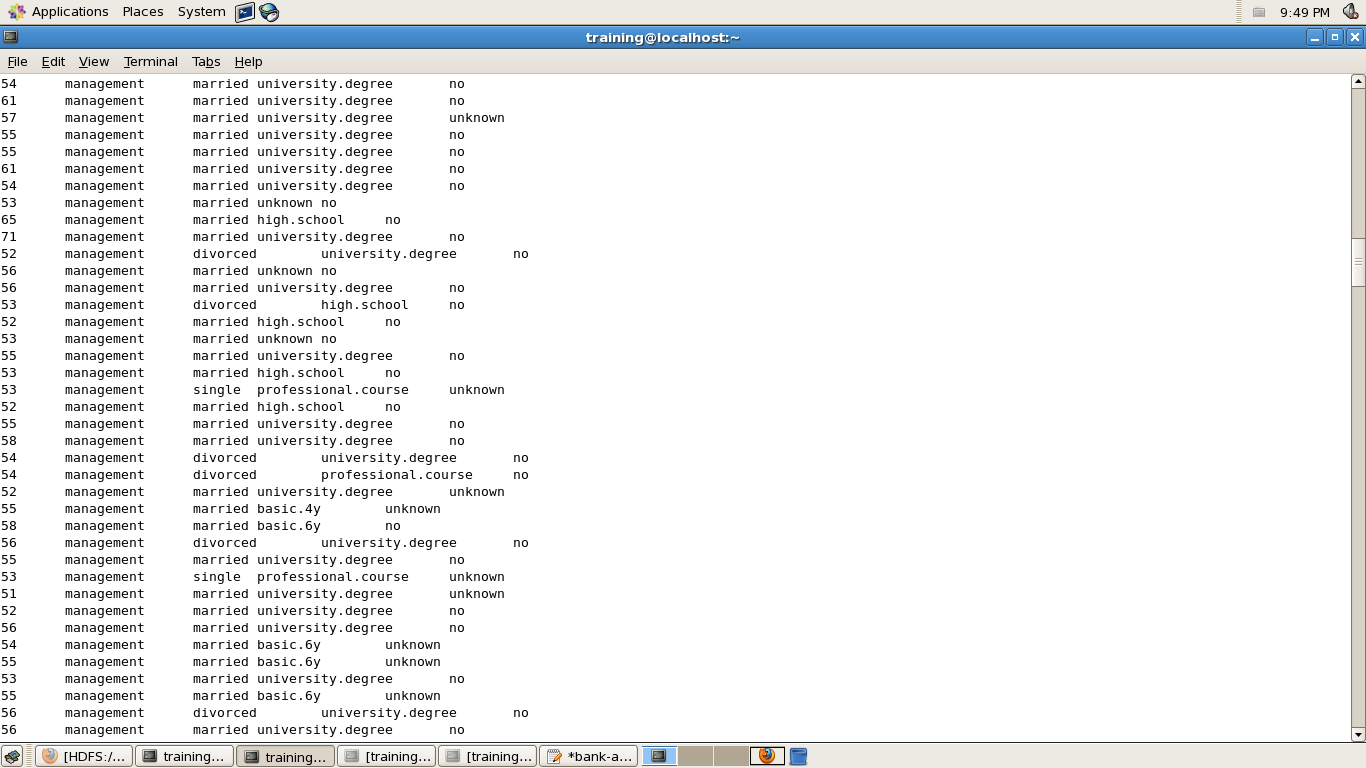 Applications Places System 9:49 PM
training@localhost:~
File Edit View Terminal Tabs Help
54 management married university.degree no
61 management married university.degree no
57 management married university.degree unknown
55 management married university.degree no
55 management married university.degree no
61 management married university.degree no
54 management married university.degree no
53 management married unknown no
65 management married high.school no
71 management married university.degree no
52 management divorced university.degree no
56 management married unknown no
56 management married university.degree no
53 management divorced high.school no
52 management married high.school no
53 management married unknown no
55 management married university.degree no
53 management married high.school no
53 management single professional.course unknown
52 management married high.school no
55 management married university.degree no
58 management married university.degree no
54 management divorced university.degree no
54 management divorced professional.course no
52 management married university.degree unknown
55 management married basic.4y unknown
58 management married basic.6y no
56 management divorced university.degree no
55 management married university.degree no
53 management single professional.course unknown
51 management married university.degree unknown
52 management married university.degree no
56 management married university.degree no
54 management married basic.6y unknown
55 management married basic.6y unknown
53 management married university.degree no
55 management married basic.6y unknown
56 management divorced university.degree no
56 management married university.degree no
[HDFS:/... training... training... [training... [training... *bank-a...